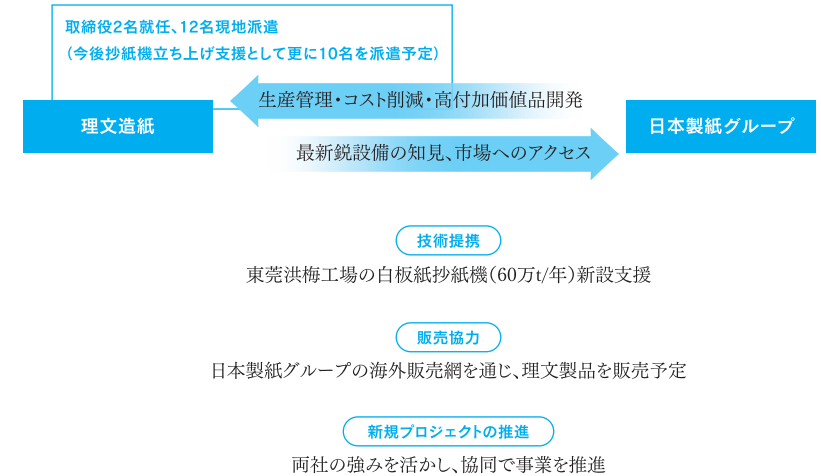 取締役2名就任、12名現地派遣
（今後抄紙機立ち上げ支援として更に10名を派遣予定）
生産管理・コスト削減・高付加価値品開発
理文造紙
日本製紙グループ
最新鋭設備の知見、市場へのアクセス
技術提携
東莞洪梅工場の白板紙抄紙機（60万t/年）新設支援
販売協力
日本製紙グループの海外販売網を通じ、理文製品を販売予定
新規プロジェクトの推進
両社の強みを活かし、協同で事業を推進